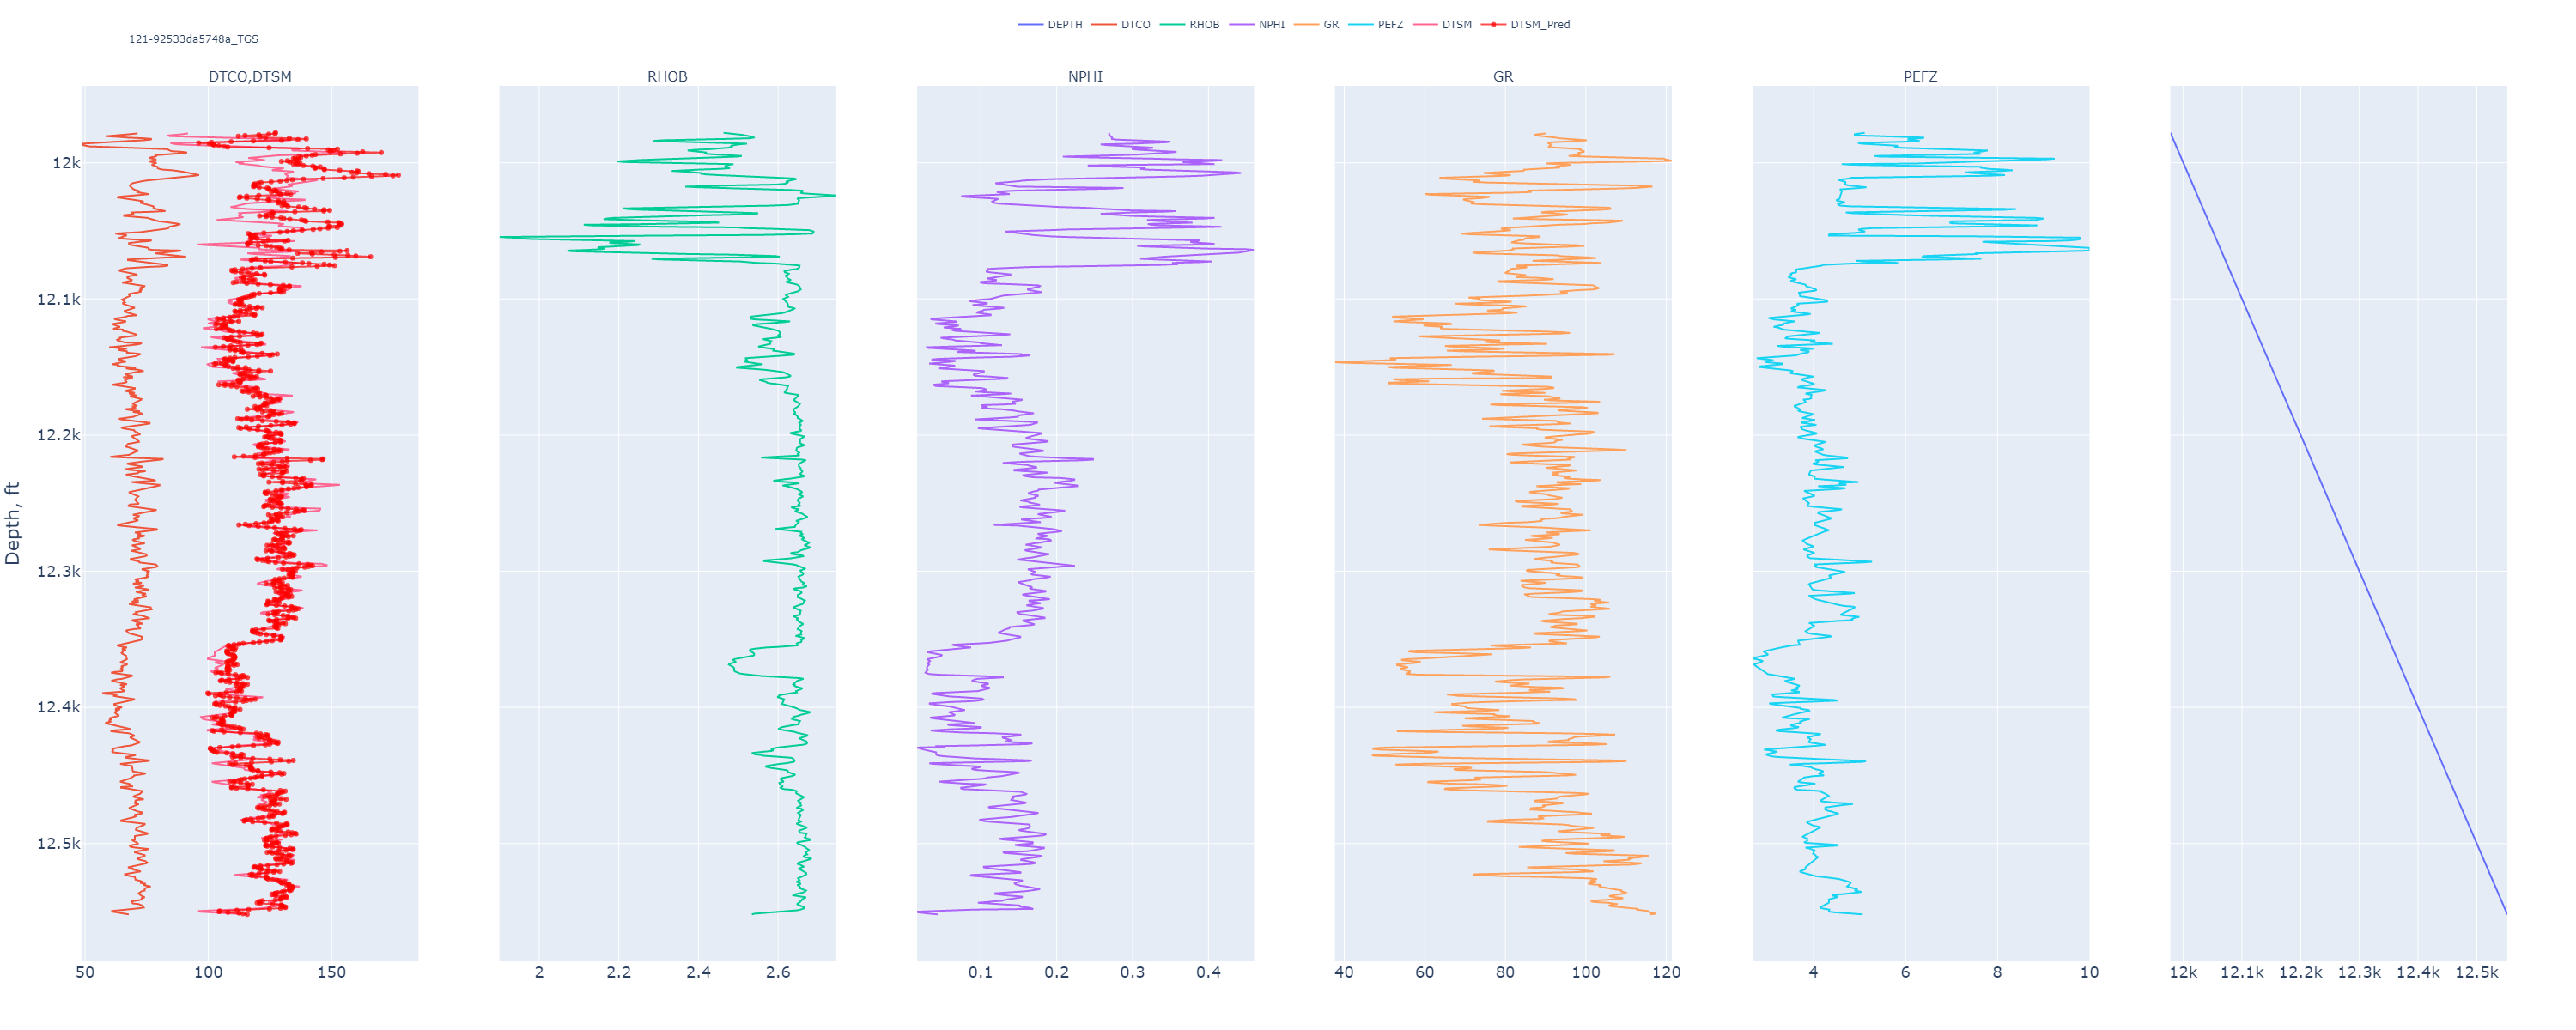 DEPTH DTCO RHOB NPHI GR PEFZ DTSM DTSM_Pred
121-92533da5748a_TGS
DTCO,DTSM RHOB NPHI GR PEFZ
12k
12.1k
12.2k
Depth, ft
12.3k
12.4k
12.5k
50 100 150 2 2.2 2.4 2.6 0.1 0.2 0.3 0.4 40 60 80 100 120 4 6 8 10 12k 12.1k 12.2k 12.3k 12.4k 12.5k